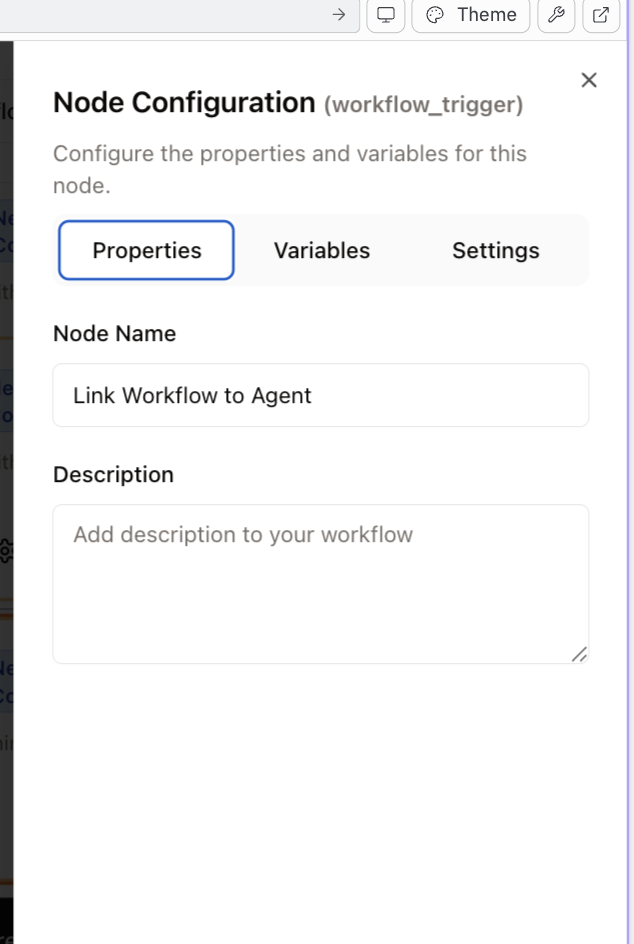 Theme
Node Configuration (workflow_trigger)
Configure the properties and variables for this
node.
Properties Variables Settings
Node Name
Link Workflow to Agent
Description
Add description to your workflow